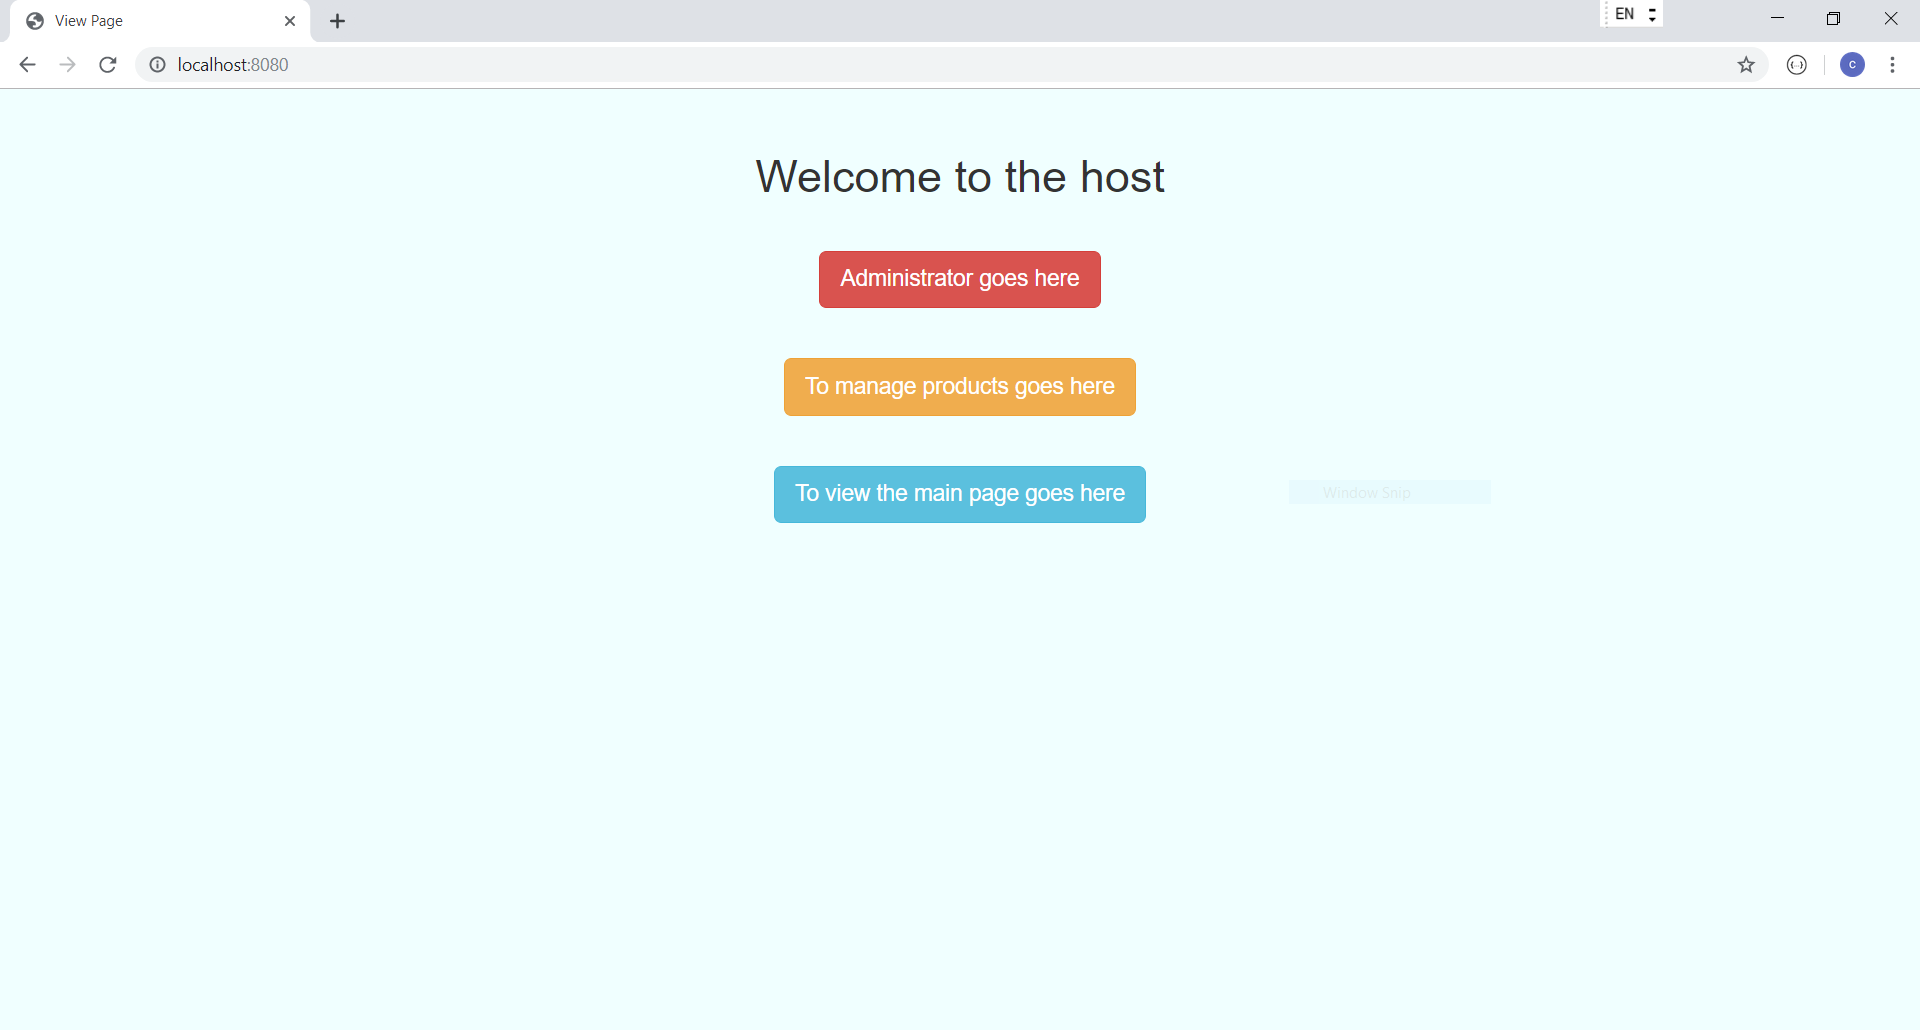 View Page
EN
localhost:8080
C
Welcome to the host
Administrator goes here
To manage products goes here
To view the main page goes here
Window Snip